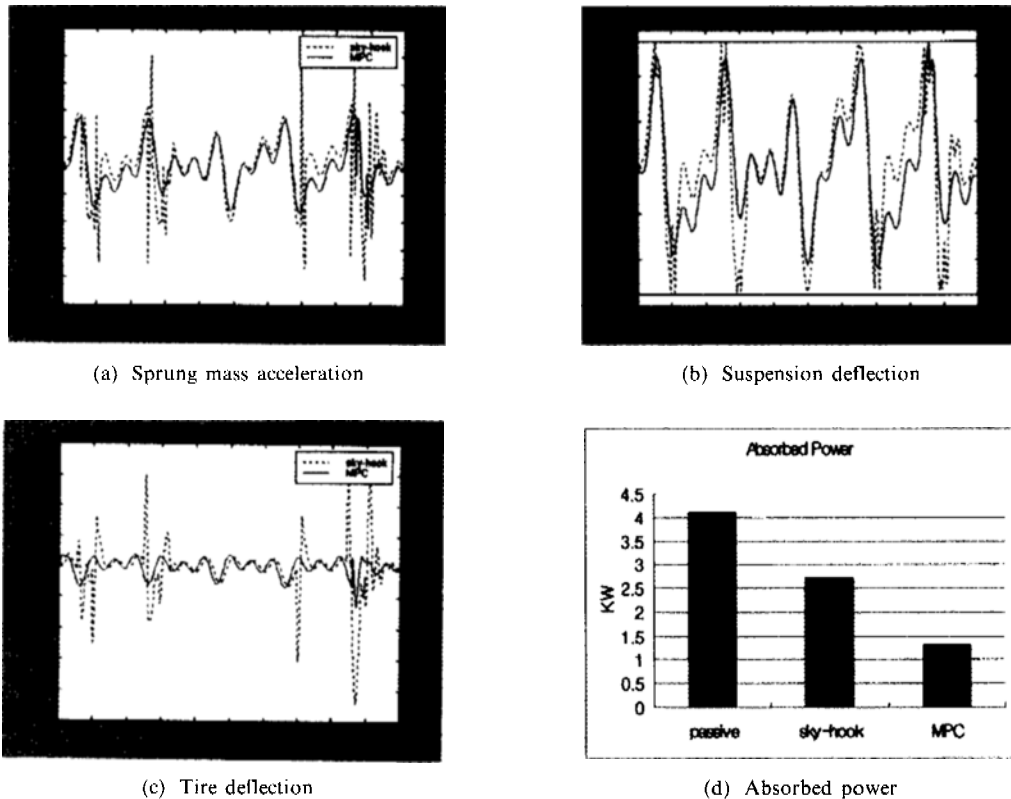 sky-hook
MPC
(a) Sprung mass acceleration
(b) Suspension deflection
sky-hook
MPC
(c) Tire deflection
Absorbed Power
4.5
4
3.5
3
2.5
2
1.5
1
0.5
0
KW
passive
sky-hook
MPC
(d) Absorbed power